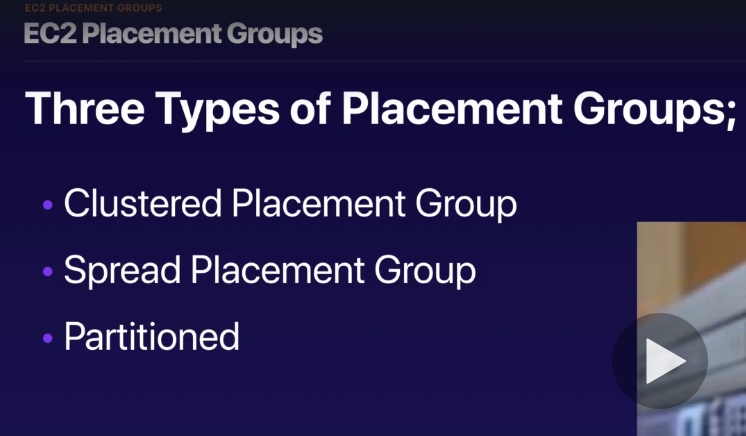 EC2 PLACEMENT GROUPS
EC2 Placement Groups
Three Types of Placement Groups;
• Clustered Placement Group
• Spread Placement Group
• Partitioned